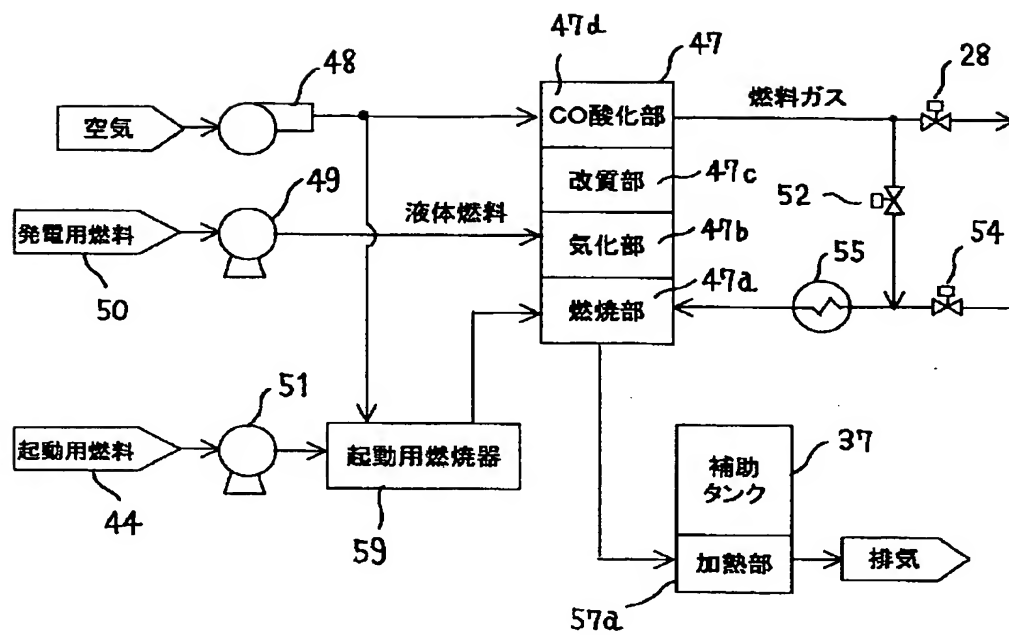 47d
47
28
48
空気
CO酸化部
燃料ガス
改質部
47c
52
49
発電用燃料
液体燃料
気化部
47b
54
55
50
燃焼部
47a
51
起動用燃料
起動用燃焼器
44
59
補助
タンク
37
加熱部
排気
57a